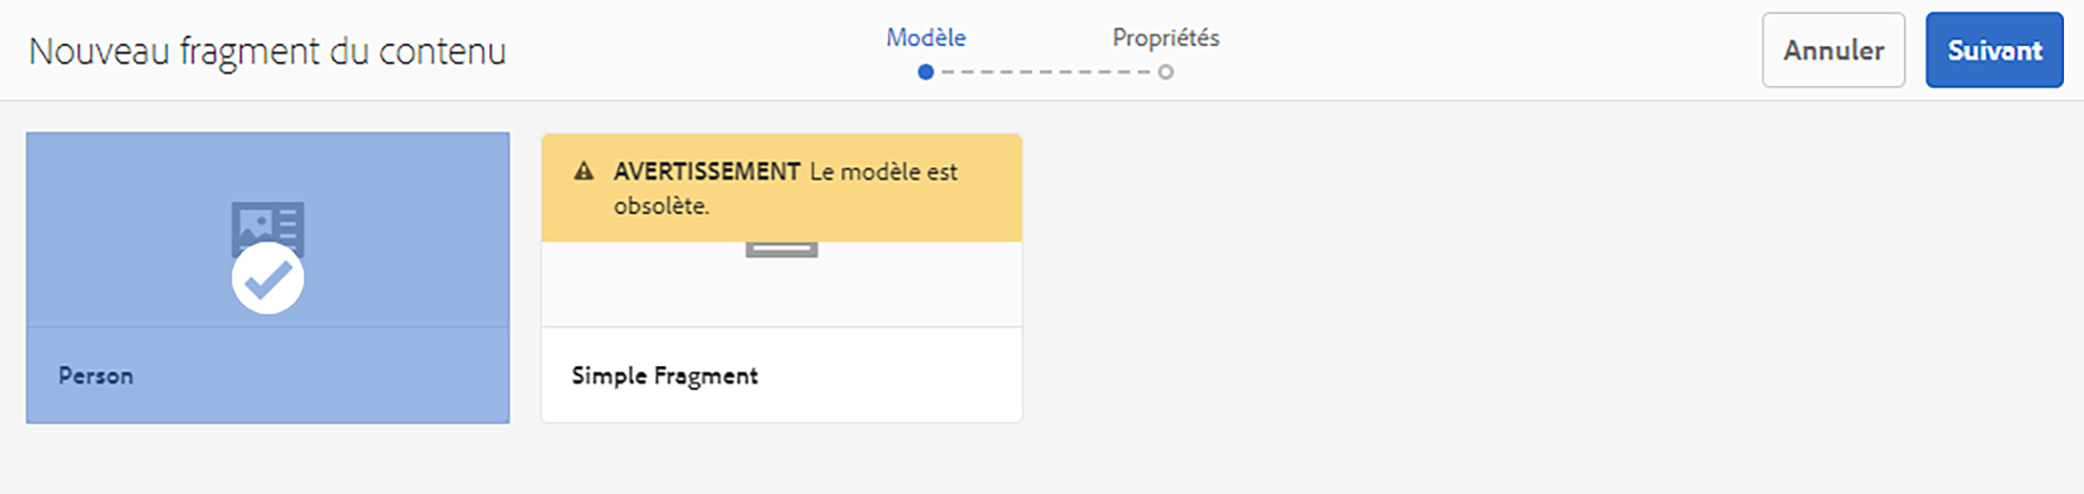 Nouveau fragment du contenu
Modèle
Propriétés
Annuler
Suivant
AVERTISSEMENT Le modèle est
obsolète.
Person
Simple Fragment